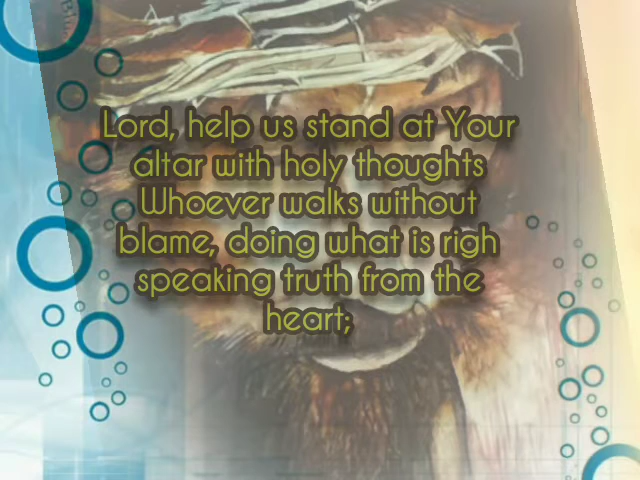 Lord, help us stand at Your
altar with holy thoughts
Whoever walks without
blame, doing what is righ
speaking truth from the
heart;